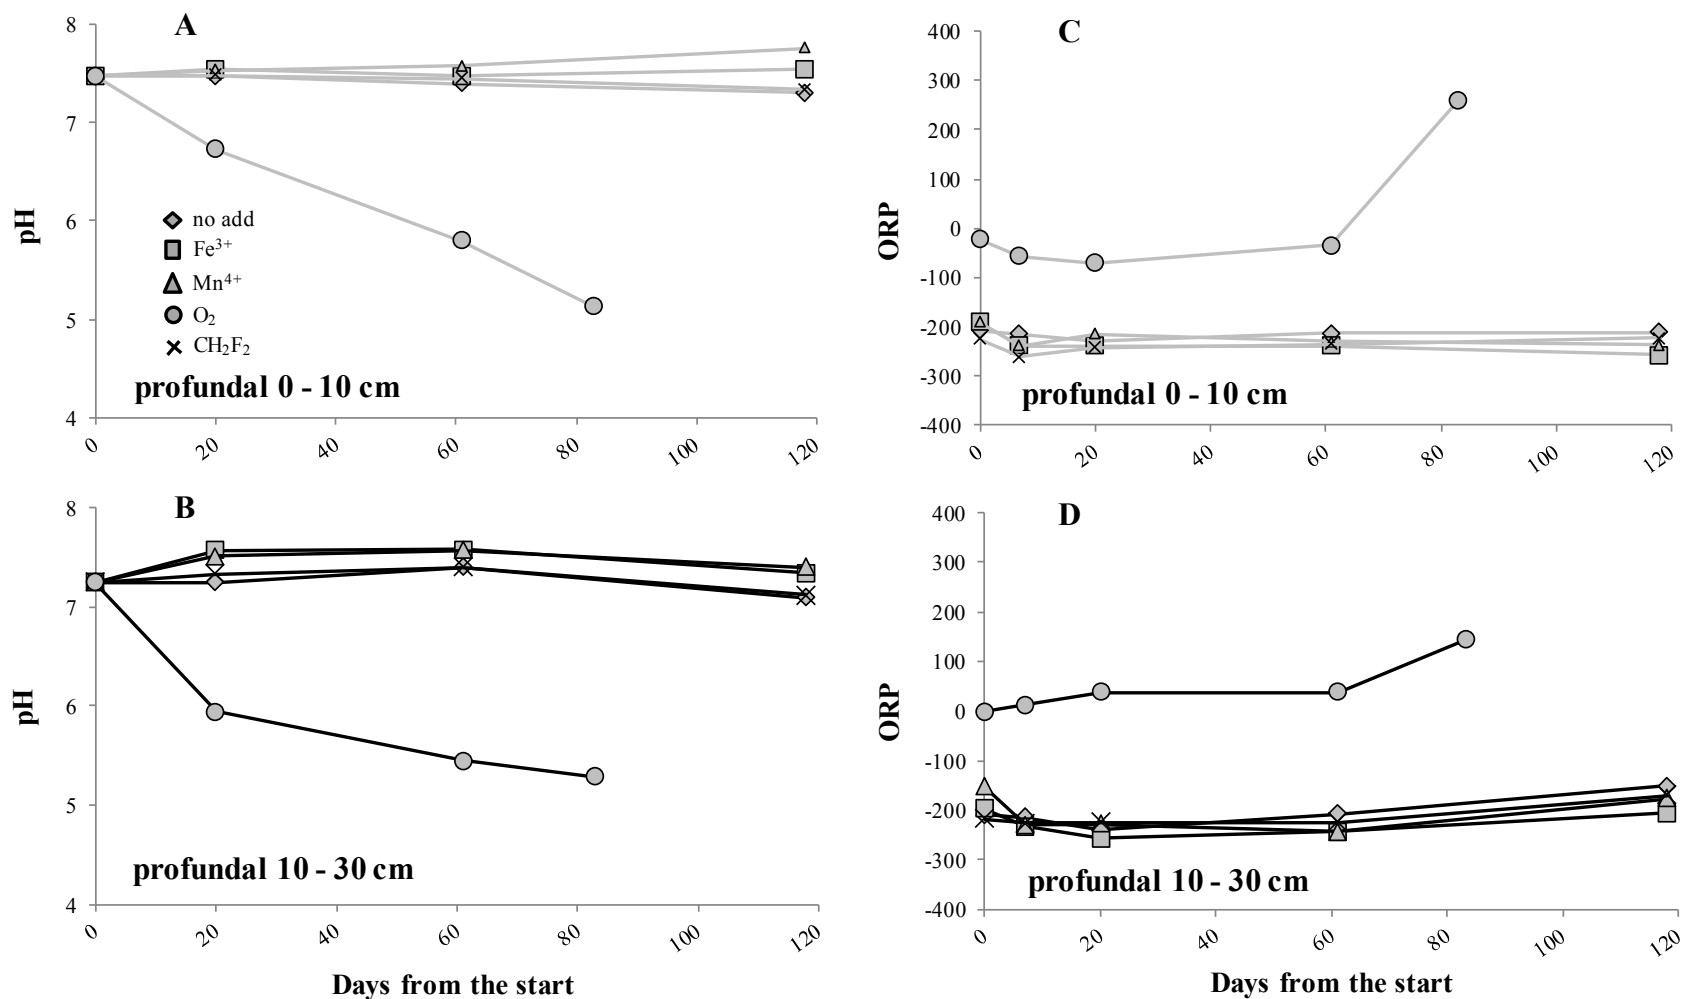 A
8
7
6
5
4
pH
no add
Fe³⁺
Mn⁴⁺
O₂
CH₂F₂
profundal 0 - 10 cm
0 20 40 60 80 100 120
C
400
300
200
100
0
-100
-200
-300
-400
ORP
profundal 0 - 10 cm
0 20 40 60 80 100 120
B
8
7
6
5
4
pH
profundal 10 - 30 cm
0 20 40 60 80 100 120
Days from the start
D
400
300
200
100
0
-100
-200
-300
-400
ORP
profundal 10 - 30 cm
0 20 40 60 80 100 120
Days from the start